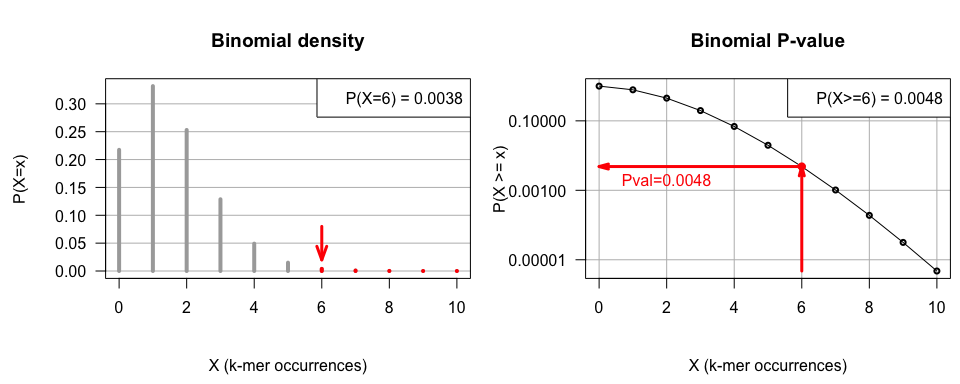 Binomial density
P(X=6) = 0.0038
P(X=x)
0.30
0.25
0.20
0.15
0.10
0.05
0.00
0 2 4 6 8 10
X (k-mer occurrences)
Binomial P-value
P(X>=6) = 0.0048
P(X >= x)
0.10000
0.00100
0.00001
Pval=0.0048
0 2 4 6 8 10
X (k-mer occurrences)